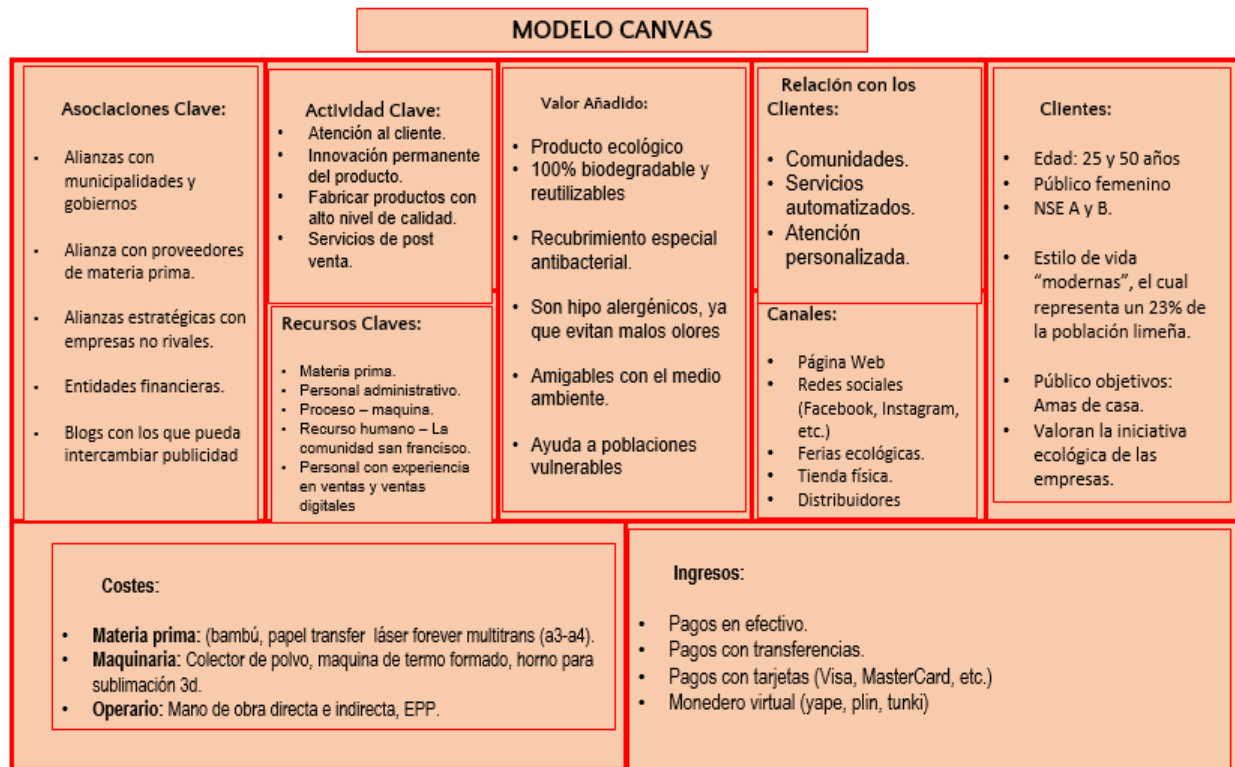 MODELO CANVAS
Asociaciones Clave:
• Alianzas con
municipalidades y
gobiernos
• Alianza con proveedores
de materia prima.
• Alianzas estratégicas con
empresas no rivales.
• Entidades financieras.
• Blogs con los que pueda
intercambiar publicidad
Actividad Clave:
• Atención al cliente.
• Innovación permanente
del producto.
• Fabricar productos con
alto nivel de calidad.
• Servicios de post
venta.
Recursos Claves:
• Materia prima.
• Personal administrativo.
• Proceso – maquina.
• Recurso humano – La
comunidad san francisco.
• Personal con experiencia
en ventas y ventas
digitales
Valor Añadido:
• Producto ecológico
• 100% biodegradable y
reutilizables
• Recubrimiento especial
antibacterial.
• Son hipo alergénicos, ya
que evitan malos olores
• Amigables con el medio
ambiente.
• Ayuda a poblaciones
vulnerables
Relación con los
Clientes:
• Comunidades.
• Servicios
automatizados.
• Atención
personalizada.
Canales:
• Página Web
• Redes sociales
(Facebook, Instagram,
etc.)
• Ferias ecológicas.
• Tienda física.
• Distribuidores
Clientes:
• Edad: 25 y 50 años
• Público femenino
• NSE A y B.
• Estilo de vida
“modernas”, el cual
representa un 23% de
la población limeña.
• Público objetivos:
Amas de casa.
• Valoran la iniciativa
ecológica de las
empresas.
Costes:
• Materia prima: (bambú, papel transfer láser forever multitrans (a3-a4).
• Maquinaria: Colector de polvo, maquina de termo formado, horno para
sublimación 3d.
• Operario: Mano de obra directa e indirecta, EPP.
Ingresos:
• Pagos en efectivo.
• Pagos con transferencias.
• Pagos con tarjetas (Visa, MasterCard, etc.)
• Monedero virtual (yape, plin, tunki)